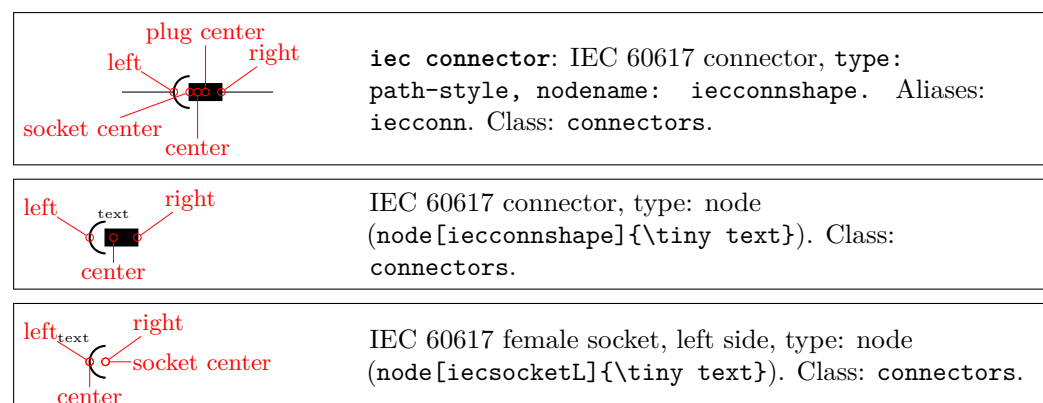 plug center
left
right
socket center
center
iec connector: IEC 60617 connector, type:
path-style, nodename: iecconnshape. Aliases:
iecconn. Class: connectors.
left
text
right
center
IEC 60617 connector, type: node
(node[iecconnshape]{\tiny text}). Class:
connectors.
left
text
right
socket center
center
IEC 60617 female socket, left side, type: node
(node[iecsocketL]{\tiny text}). Class: connectors.